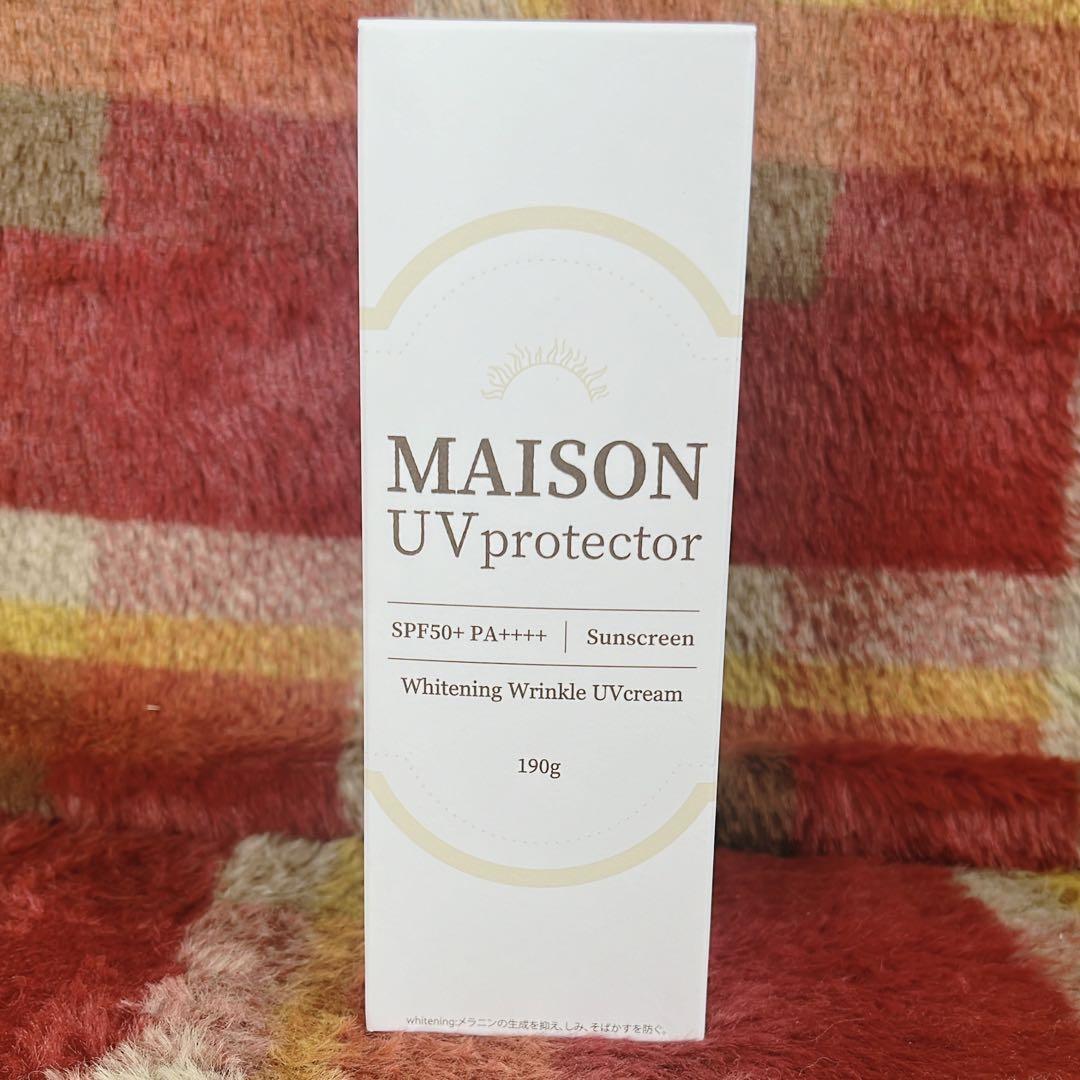 MAISON
UVprotector
SPF50+ PA++++ | Sunscreen
Whitening Wrinkle UVcream
190g
whitening:メラニンの生成を抑え、しみ、そばかすを防ぐ。